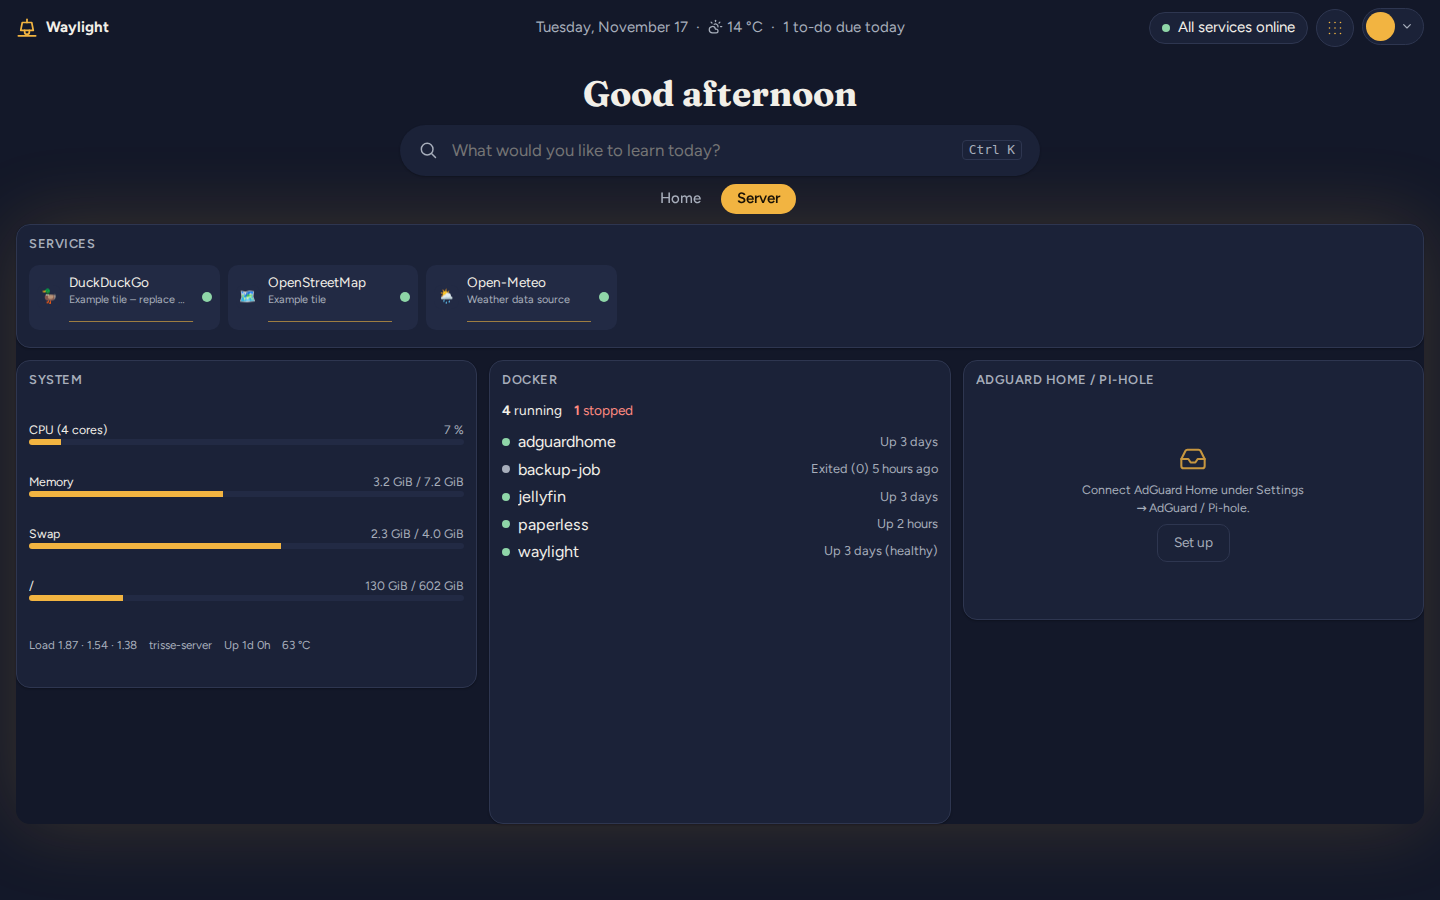 Waylight
Tuesday, November 17 · 14 °C · 1 to-do due today
All services online
Good afternoon
What would you like to learn today?
Ctrl K
Home
Server
SERVICES
DuckDuckGo
Example tile – replace ...
OpenStreetMap
Example tile
Open-Meteo
Weather data source
SYSTEM
CPU (4 cores) 7 %
Memory 3.2 GiB / 7.2 GiB
Swap 2.3 GiB / 4.0 GiB
/ 130 GiB / 602 GiB
Load 1.87 · 1.54 · 1.38 trisse-server Up 1d 0h 63 °C
DOCKER
4 running 1 stopped
adguardhome Up 3 days
backup-job Exited (0) 5 hours ago
jellyfin Up 3 days
paperless Up 2 hours
waylight Up 3 days (healthy)
ADGUARD HOME / PI-HOLE
Connect AdGuard Home under Settings
→ AdGuard / Pi-hole.
Set up